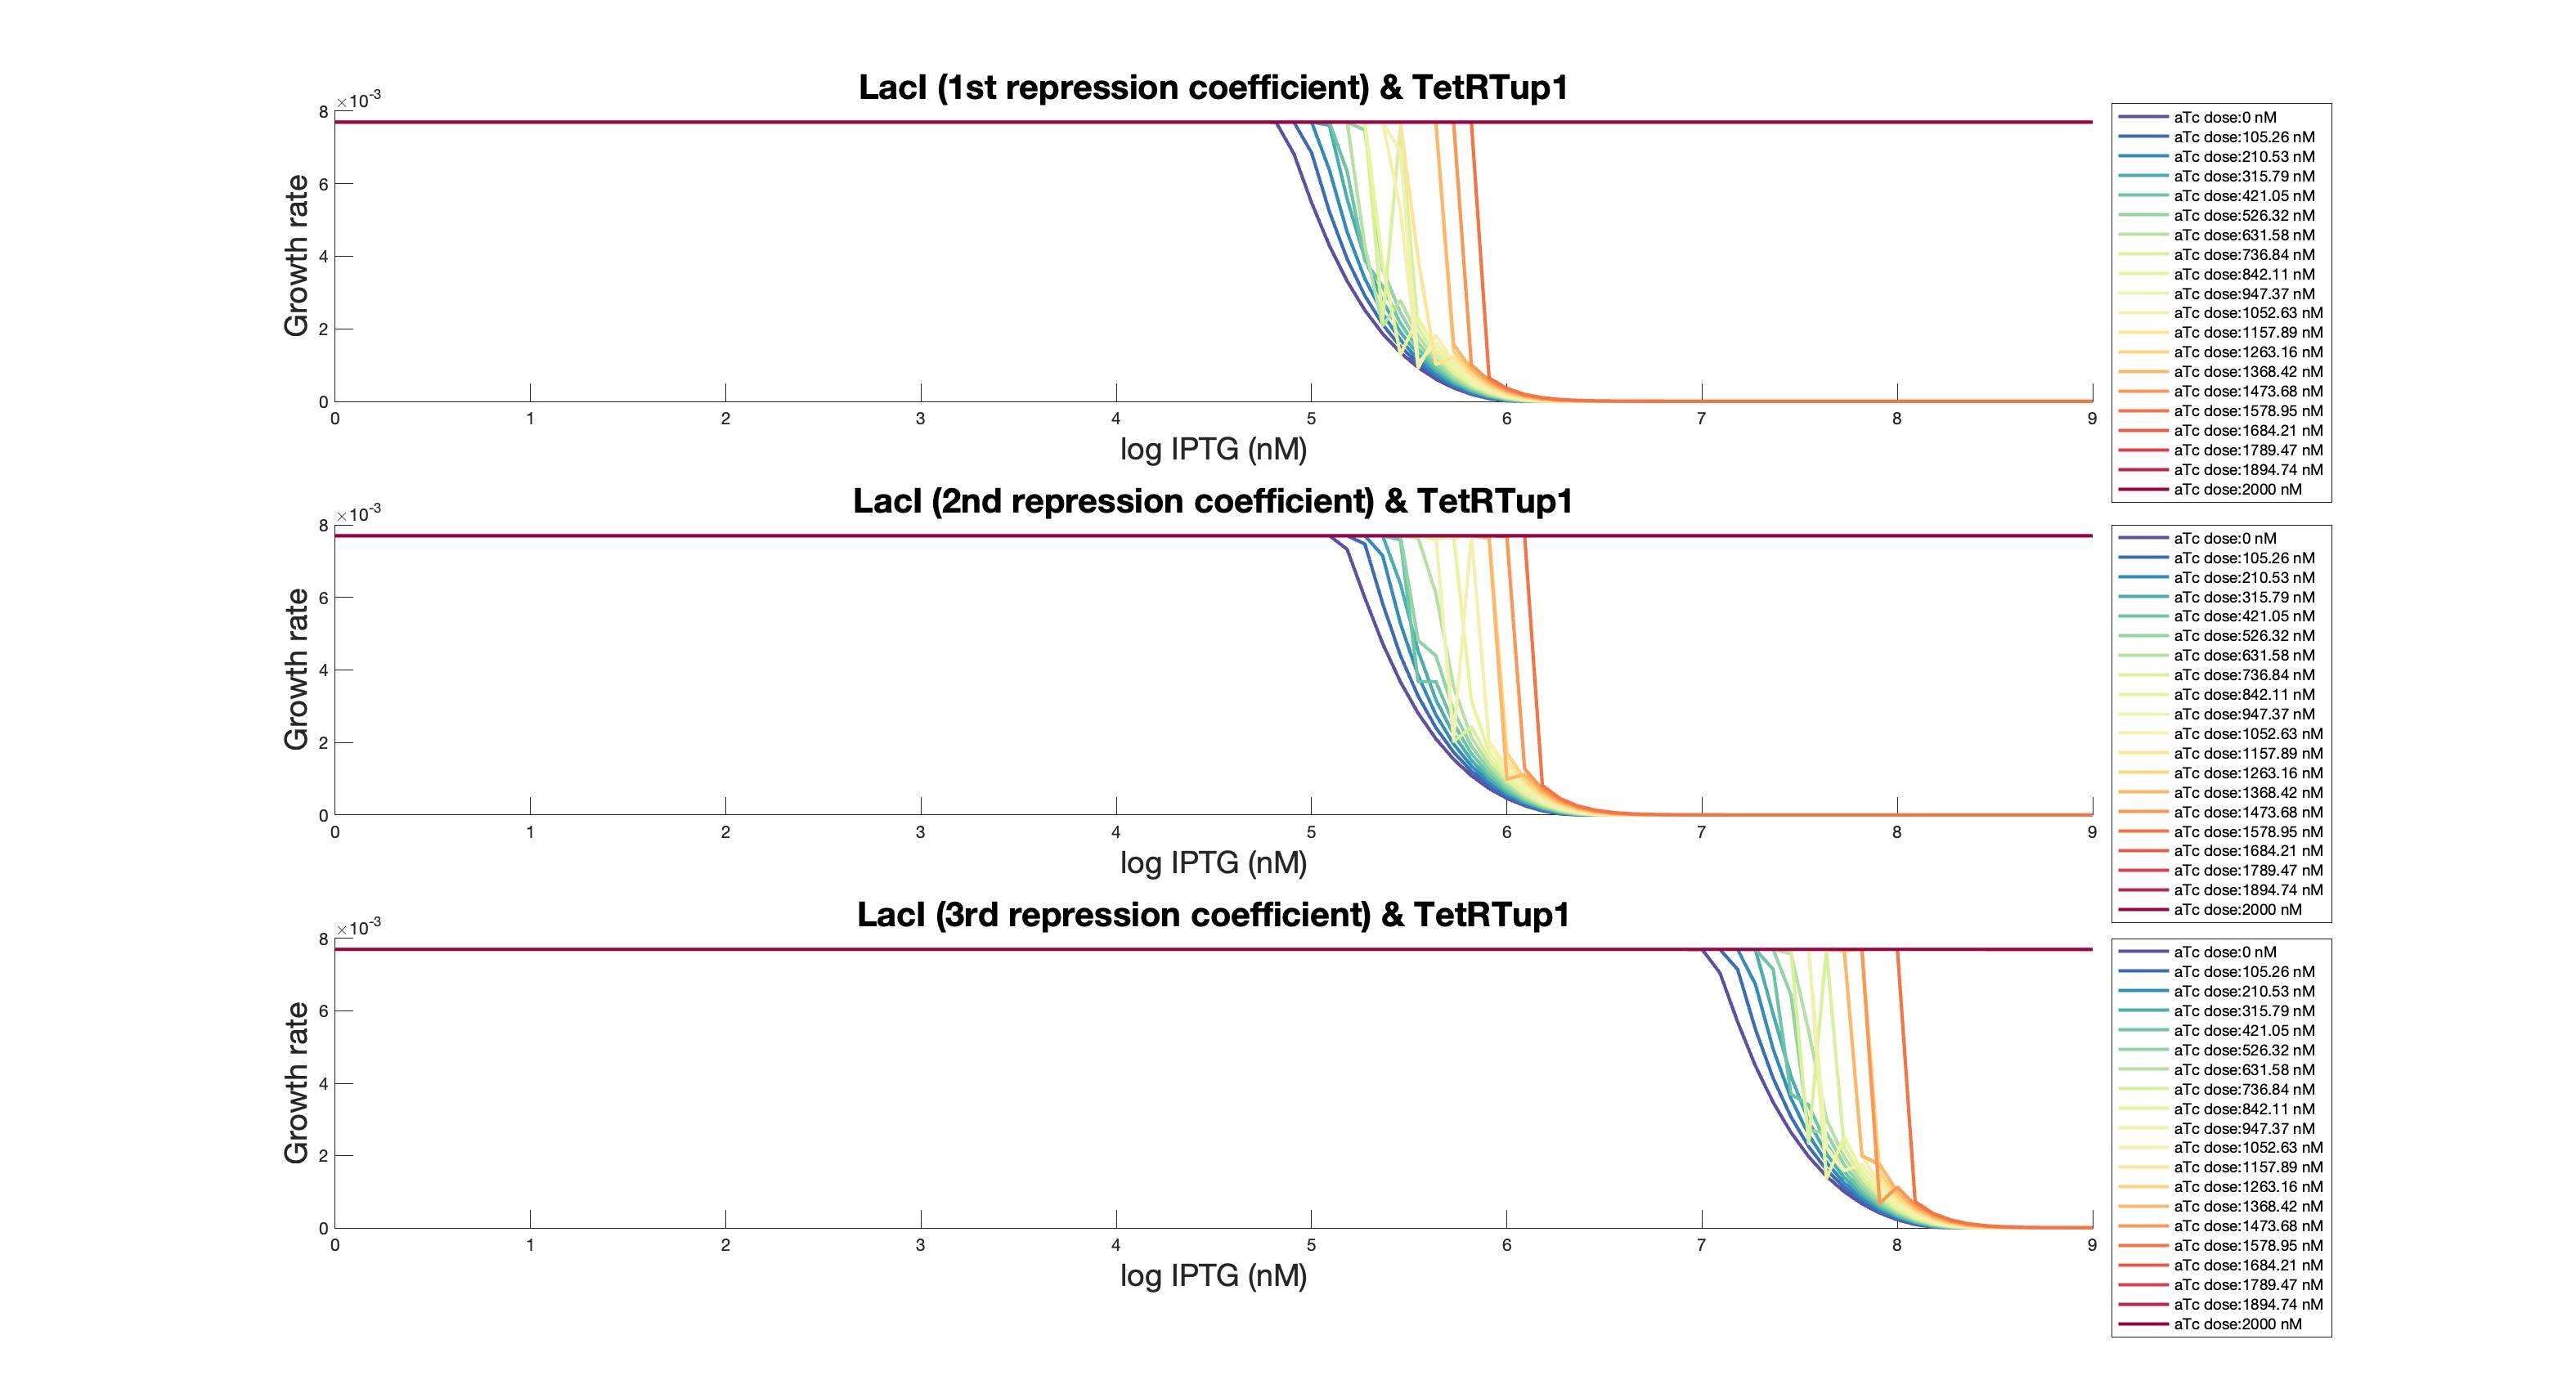 LacI (1st repression coefficient) & TetRTup1
×10-3
8
6
4
2
0
Growth rate
0 1 2 3 4 5 6 7 8 9
log IPTG (nM)
aTc dose:0 nM
aTc dose:105.26 nM
aTc dose:210.53 nM
aTc dose:315.79 nM
aTc dose:421.05 nM
aTc dose:526.32 nM
aTc dose:631.58 nM
aTc dose:736.84 nM
aTc dose:842.11 nM
aTc dose:947.37 nM
aTc dose:1052.63 nM
aTc dose:1157.89 nM
aTc dose:1263.16 nM
aTc dose:1368.42 nM
aTc dose:1473.68 nM
aTc dose:1578.95 nM
aTc dose:1684.21 nM
aTc dose:1789.47 nM
aTc dose:1894.74 nM
aTc dose:2000 nM
LacI (2nd repression coefficient) & TetRTup1
×10-3
8
6
4
2
0
Growth rate
0 1 2 3 4 5 6 7 8 9
log IPTG (nM)
aTc dose:0 nM
aTc dose:105.26 nM
aTc dose:210.53 nM
aTc dose:315.79 nM
aTc dose:421.05 nM
aTc dose:526.32 nM
aTc dose:631.58 nM
aTc dose:736.84 nM
aTc dose:842.11 nM
aTc dose:947.37 nM
aTc dose:1052.63 nM
aTc dose:1157.89 nM
aTc dose:1263.16 nM
aTc dose:1368.42 nM
aTc dose:1473.68 nM
aTc dose:1578.95 nM
aTc dose:1684.21 nM
aTc dose:1789.47 nM
aTc dose:1894.74 nM
aTc dose:2000 nM
LacI (3rd repression coefficient) & TetRTup1
×10-3
8
6
4
2
0
Growth rate
0 1 2 3 4 5 6 7 8 9
log IPTG (nM)
aTc dose:0 nM
aTc dose:105.26 nM
aTc dose:210.53 nM
aTc dose:315.79 nM
aTc dose:421.05 nM
aTc dose:526.32 nM
aTc dose:631.58 nM
aTc dose:736.84 nM
aTc dose:842.11 nM
aTc dose:947.37 nM
aTc dose:1052.63 nM
aTc dose:1157.89 nM
aTc dose:1263.16 nM
aTc dose:1368.42 nM
aTc dose:1473.68 nM
aTc dose:1578.95 nM
aTc dose:1684.21 nM
aTc dose:1789.47 nM
aTc dose:1894.74 nM
aTc dose:2000 nM